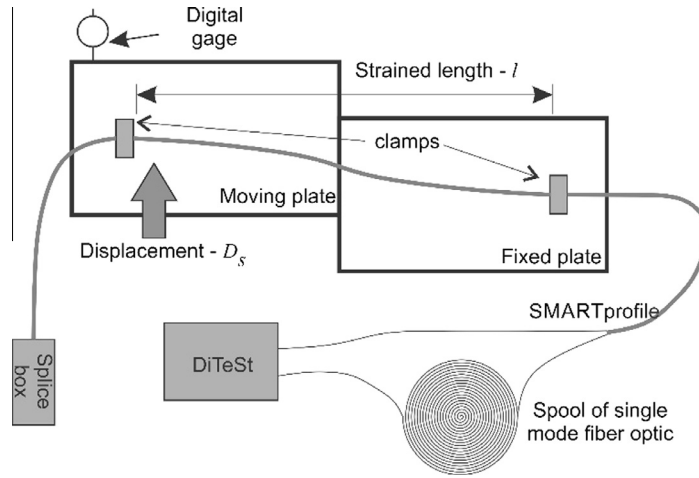 Digital
gage
Strained length - l
clamps
Moving plate
Displacement - Ds
Fixed plate
SMARTprofile
Splice
box
DiTeSt
Spool of single
mode fiber optic